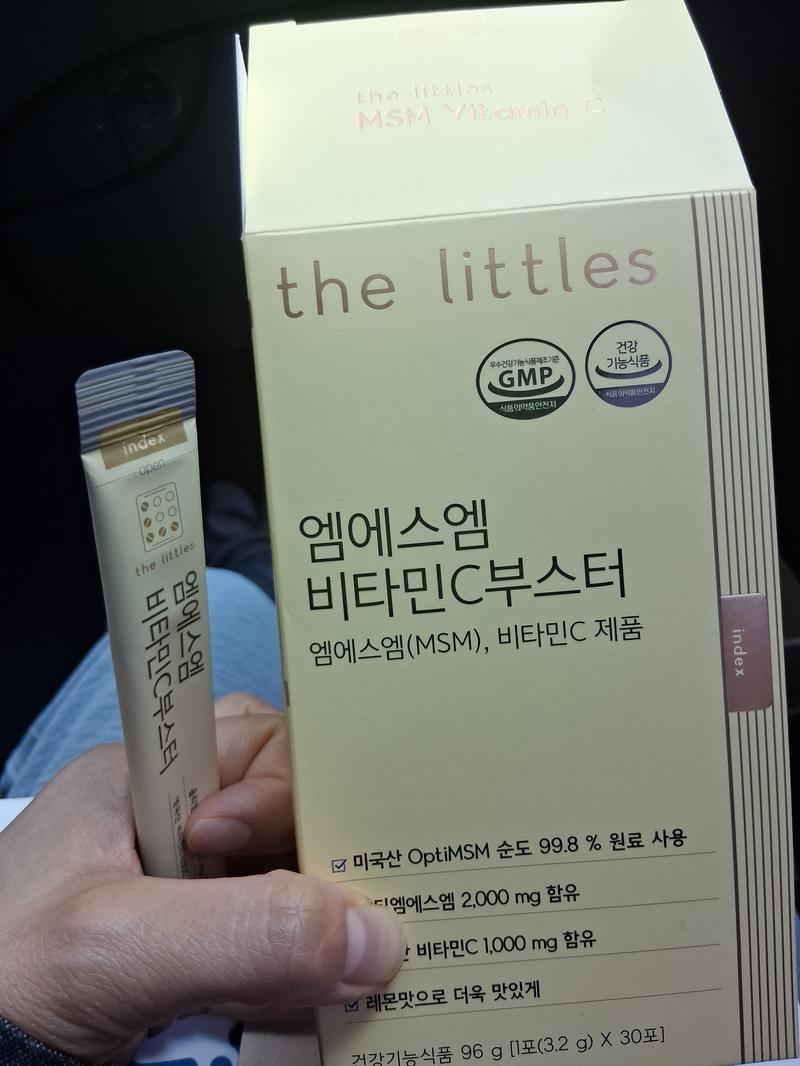 the littles
MSM Vitamin C
the littles
우수건강기능식품제조기준
GMP
식품의약품안전처
건강
기능식품
식품의약품안전처
엠에스엠
비타민C부스터
엠에스엠(MSM), 비타민C 제품
index
미국산 OptiMSM 순도 99.8 % 원료 사용
엠에스엠 2,000 mg 함유
비타민C 1,000 mg 함유
레몬맛으로 더욱 맛있게
건강기능식품 96 g [1포(3.2 g) X 30포]
index
open
the littles
엠에스엠
비타민C부스터